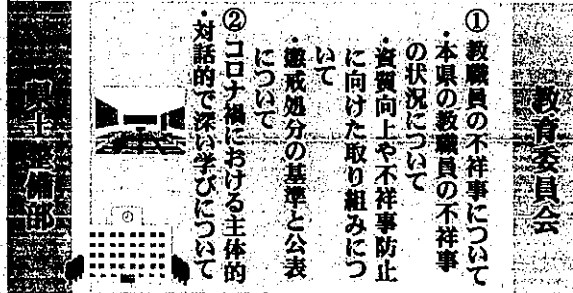 教育委員会
① 教職員の不祥事について
・本県の教職員の不祥事
の状況について
・資質向上や不祥事防止
に向けた取り組みにつ
いて
・懲戒処分の基準と公表
について
② コロナ禍における主体的
・対話的で深い学びについて
県土整備部